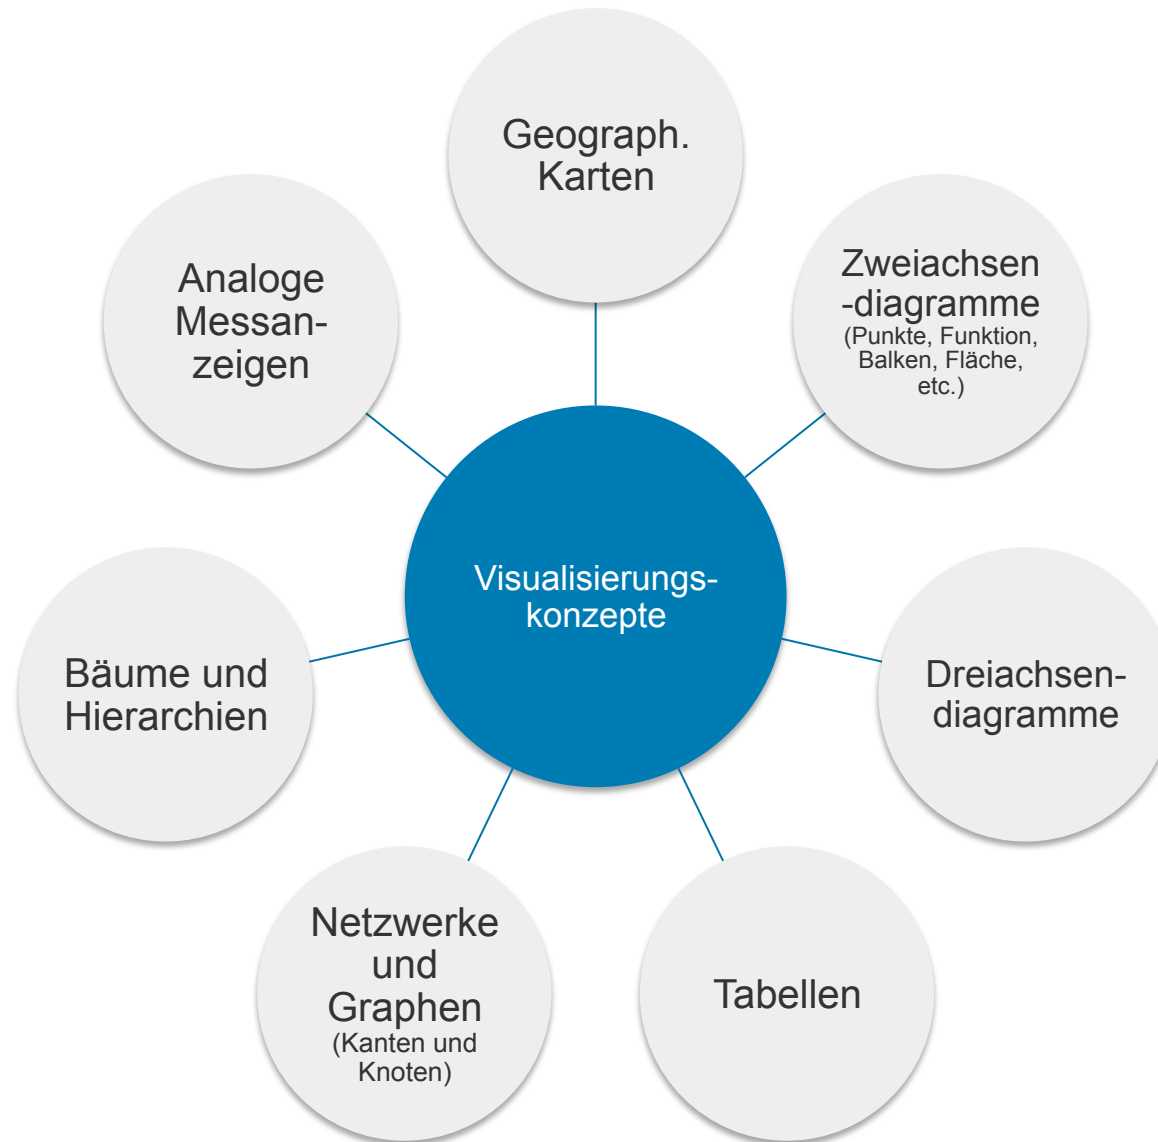 Geograph.
Karten
Zweiachsen
-diagramme
(Punkte, Funktion,
Balken, Fläche,
etc.)
Dreiachsen-
diagramme
Tabellen
Netzwerke
und
Graphen
(Kanten und
Knoten)
Bäume und
Hierarchien
Analoge
Messan-
zeigen
Visualisierungs-
konzepte